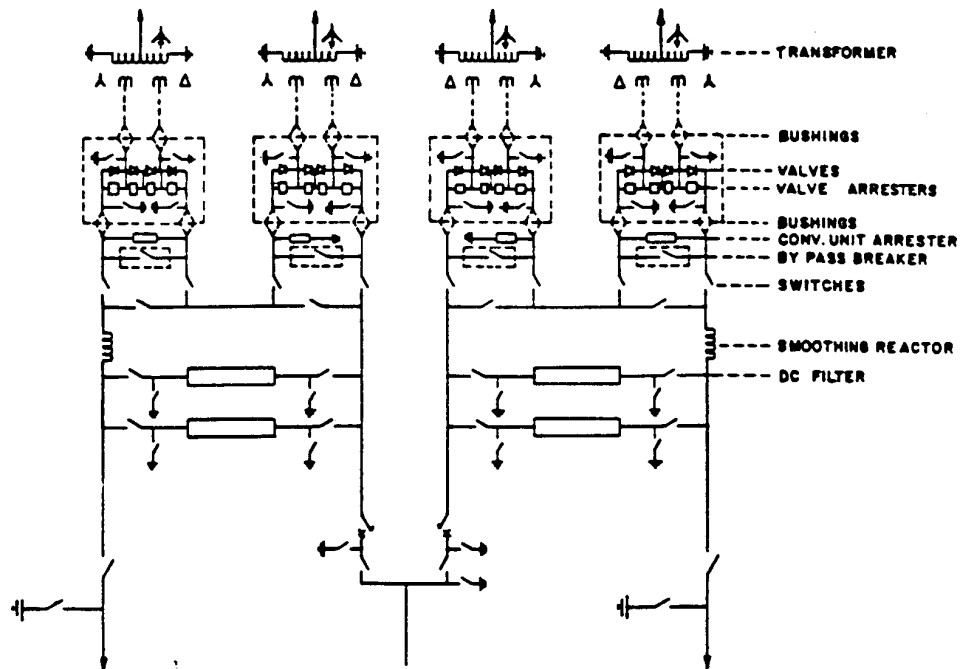 TRANSFORMER
BUSHINGS
VALVES
VALVE ARRESTERS
BUSHINGS
CONV. UNIT ARRESTER
BY PASS BREAKER
SWITCHES
SMOOTHING REACTOR
DC FILTER